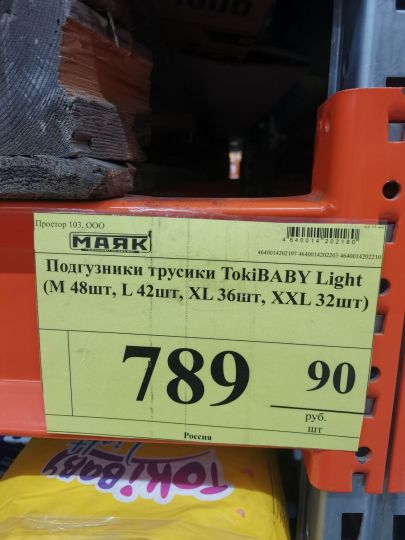 Простор 103, ООО
МАЯК
4640014202180
4640014202197 4640014202203 4640014202210
Подгузники трусики TokiBABY Light
(M 48шт, L 42шт, XL 36шт, XXL 32шт)
789 90
руб.
шт
Россия
TokiBABY
TokiBaby